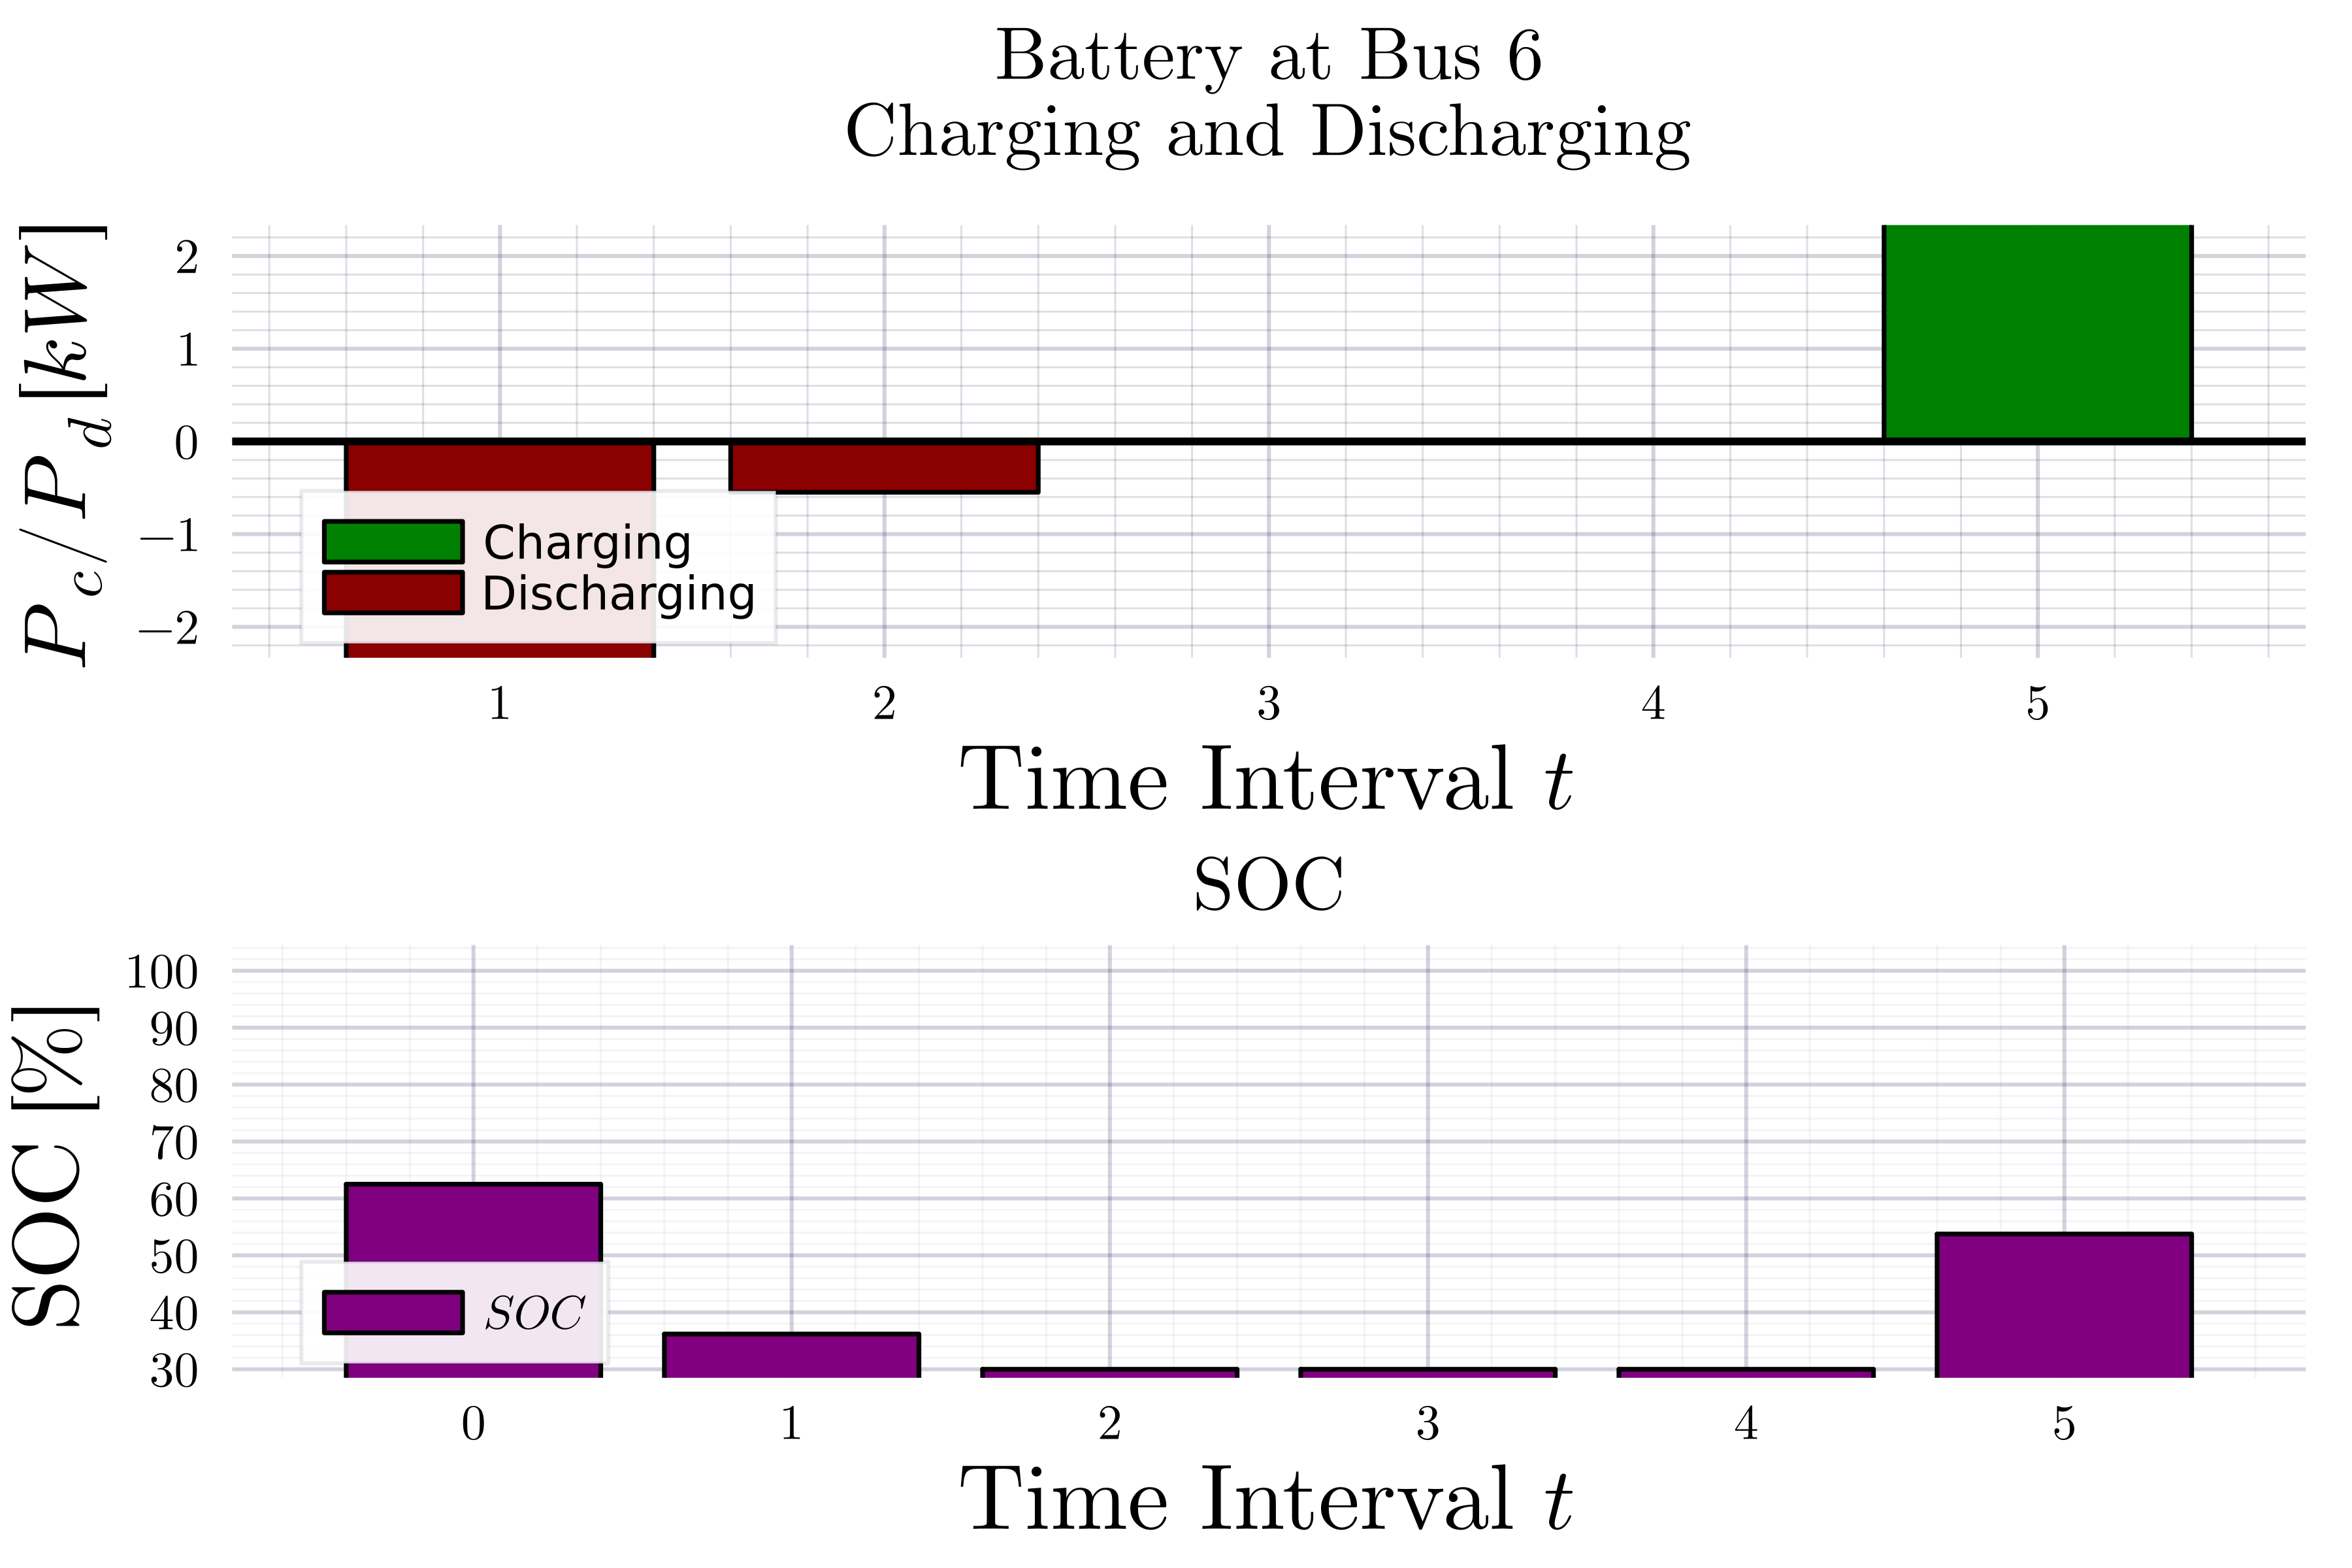 Battery at Bus 6
Charging and Discharging
P_c/P_d [kW]
2
1
0
−1
−2
Charging
Discharging
1 2 3 4 5
Time Interval t
SOC
SOC [%]
100
90
80
70
60
50
40
30
SOC
0 1 2 3 4 5
Time Interval t